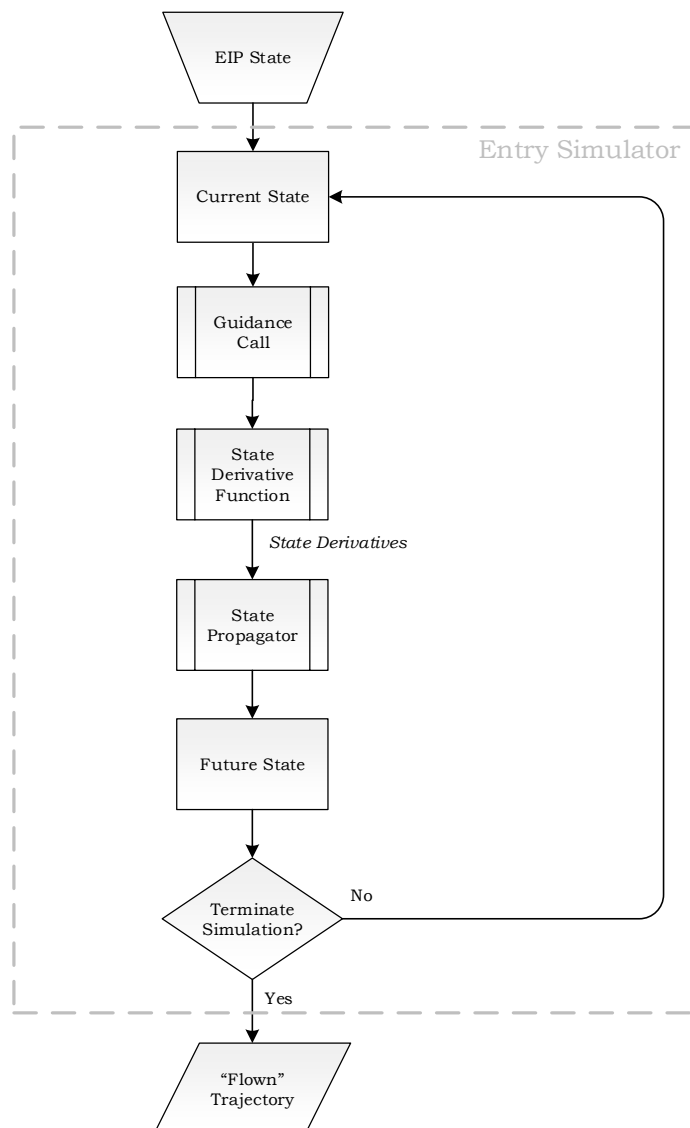 EIP State
Entry Simulator
Current State
Guidance
Call
State
Derivative
Function
State Derivatives
State
Propagator
Future State
No
Terminate
Simulation?
Yes
“Flown”
Trajectory